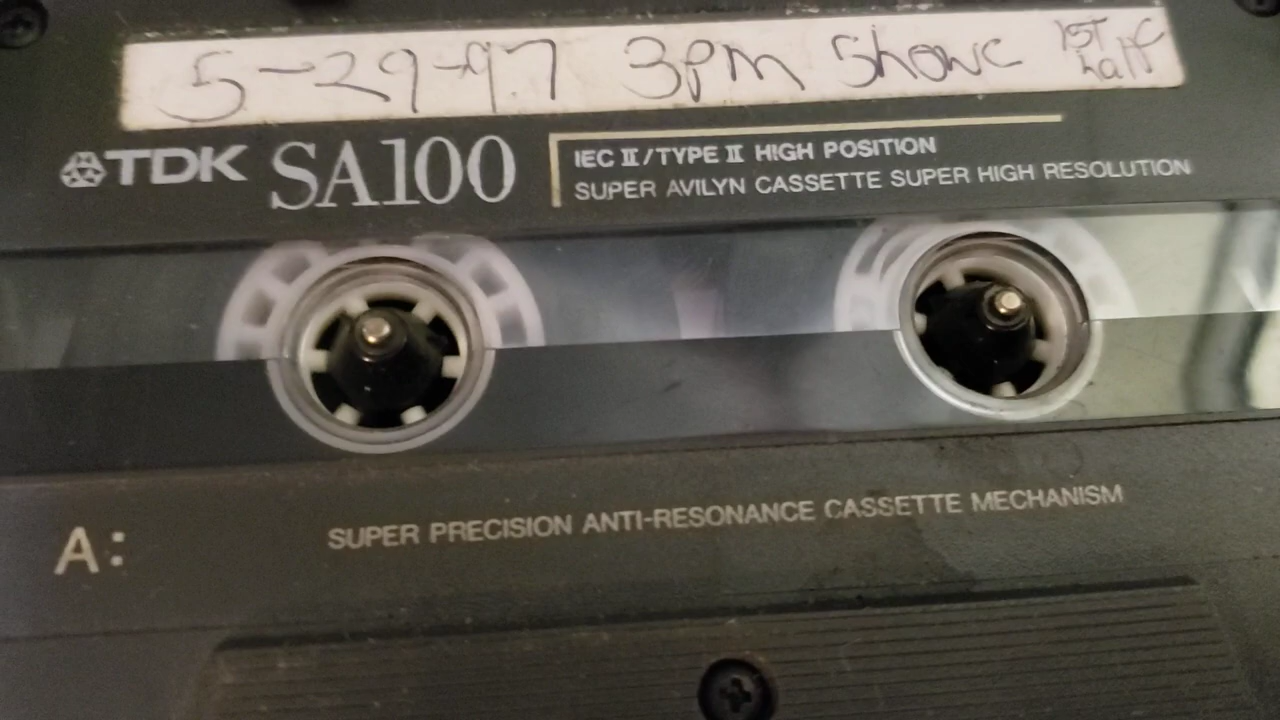 5-29-97 3pm Showc 1ST half
TDK SA100
IEC II/TYPE II HIGH POSITION
SUPER AVILYN CASSETTE SUPER HIGH RESOLUTION
A: SUPER PRECISION ANTI-RESONANCE CASSETTE MECHANISM